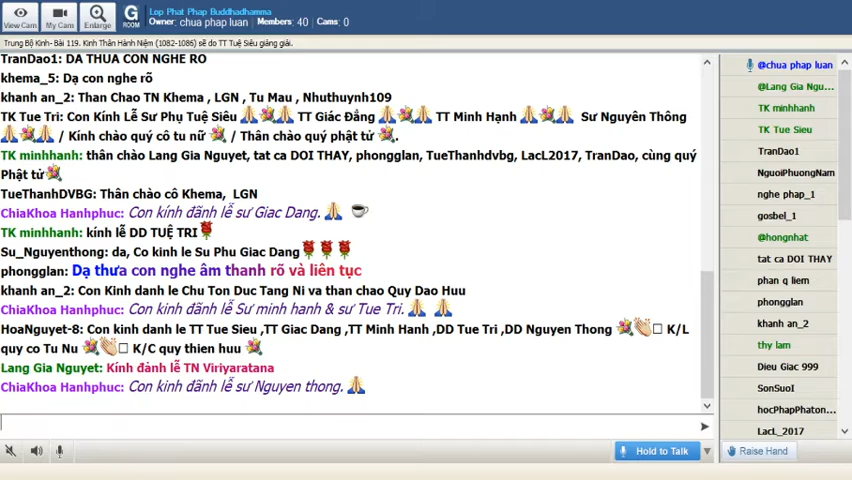 View Cam
My Cam
Enlarge
G
ROOM
Lop Phat Phap Buddhadhamma
Owner: chua phap luan Members: 40 Cams: 0
Trung Bộ Kinh- Bài 119. Kinh Thân Hành Niệm (1082-1086) sẽ do TT Tuệ Siêu giảng giải.
TranDao1: DA THUA CON NGHE RO
khema_5: Dạ con nghe rõ
khanh an_2: Than Chao TN Khema , LGN , Tu Mau , Nhuthuynh109
TK Tue Tri: Con Kính Lễ Sư Phụ Tuệ Siêu TT Giác Đẳng TT Minh Hạnh Sư Nguyên Thông
/ Kính chào quý cô tu nữ / Thân chào quý phật tử .
TK minhhanh: thân chào Lang Gia Nguyet, tat ca DOI THAY, phongglan, TueThanhdvbg, LacL2017, TranDao, cùng quý
Phật tử
TueThanhDVBG: Thân chào cô Khema, LGN
ChiaKhoa Hanhphuc: Con kính đãnh lễ sư Giac Dang.
TK minhhanh: kính lễ DD TUỆ TRI
Su_Nguyenthong: da, Co kinh le Su Phu Giac Dang
phongglan: Dạ thưa con nghe âm thanh rõ và liên tục
khanh an_2: Con Kinh danh le Chu Ton Duc Tang Ni va than chao Quy Dao Huu
ChiaKhoa Hanhphuc: Con kính đãnh lễ Sư minh hanh & sư Tue Tri.
HoaNguyet-8: Con kinh danh le TT Tue Sieu ,TT Giac Dang ,TT Minh Hanh ,DD Tue Tri ,DD Nguyen Thong K/L
quy co Tu Nu K/C quy thien huu
Lang Gia Nguyet: Kính đảnh lễ TN Viriyaratana
ChiaKhoa Hanhphuc: Con kính đãnh lễ sư Nguyen thong.
Hold to Talk
@chua phap luan
@Lang Gia Ngu...
TK minhhanh
TK Tue Sieu
TranDao1
NguoiPhuongNam
nghe phap_1
gosbel_1
@hongnhat
tat ca DOI THAY
phan q liem
phongglan
khanh an_2
thy lam
Dieu Giac 999
SonSuoI
hocPhapPhaton...
LacL_2017
Raise Hand